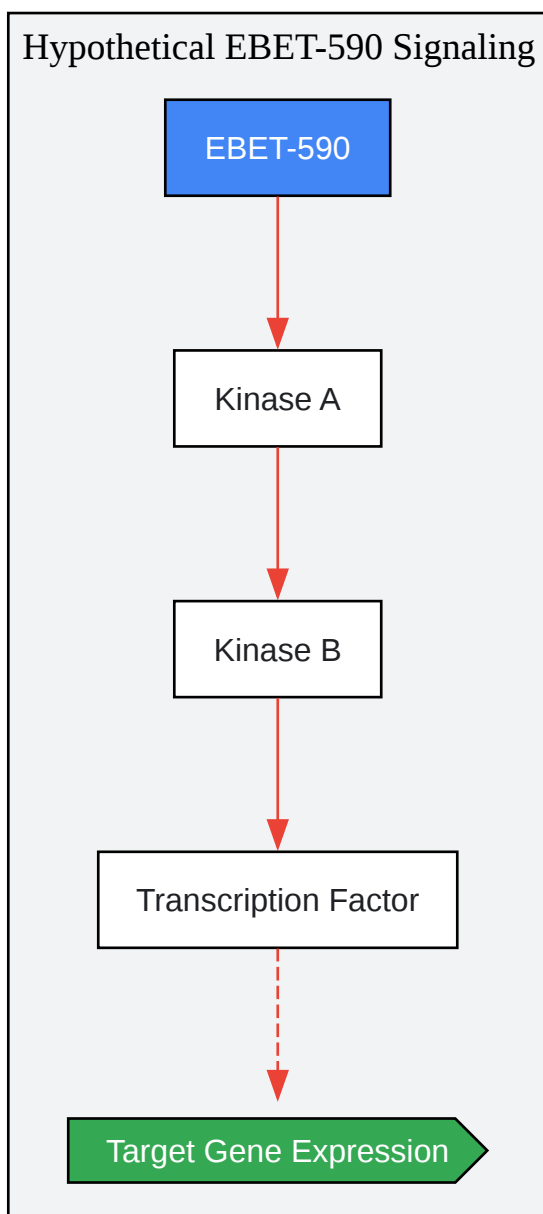 Hypothetical EBET-590 Signaling
EBET-590
Kinase A
Kinase B
Transcription Factor
Target Gene Expression